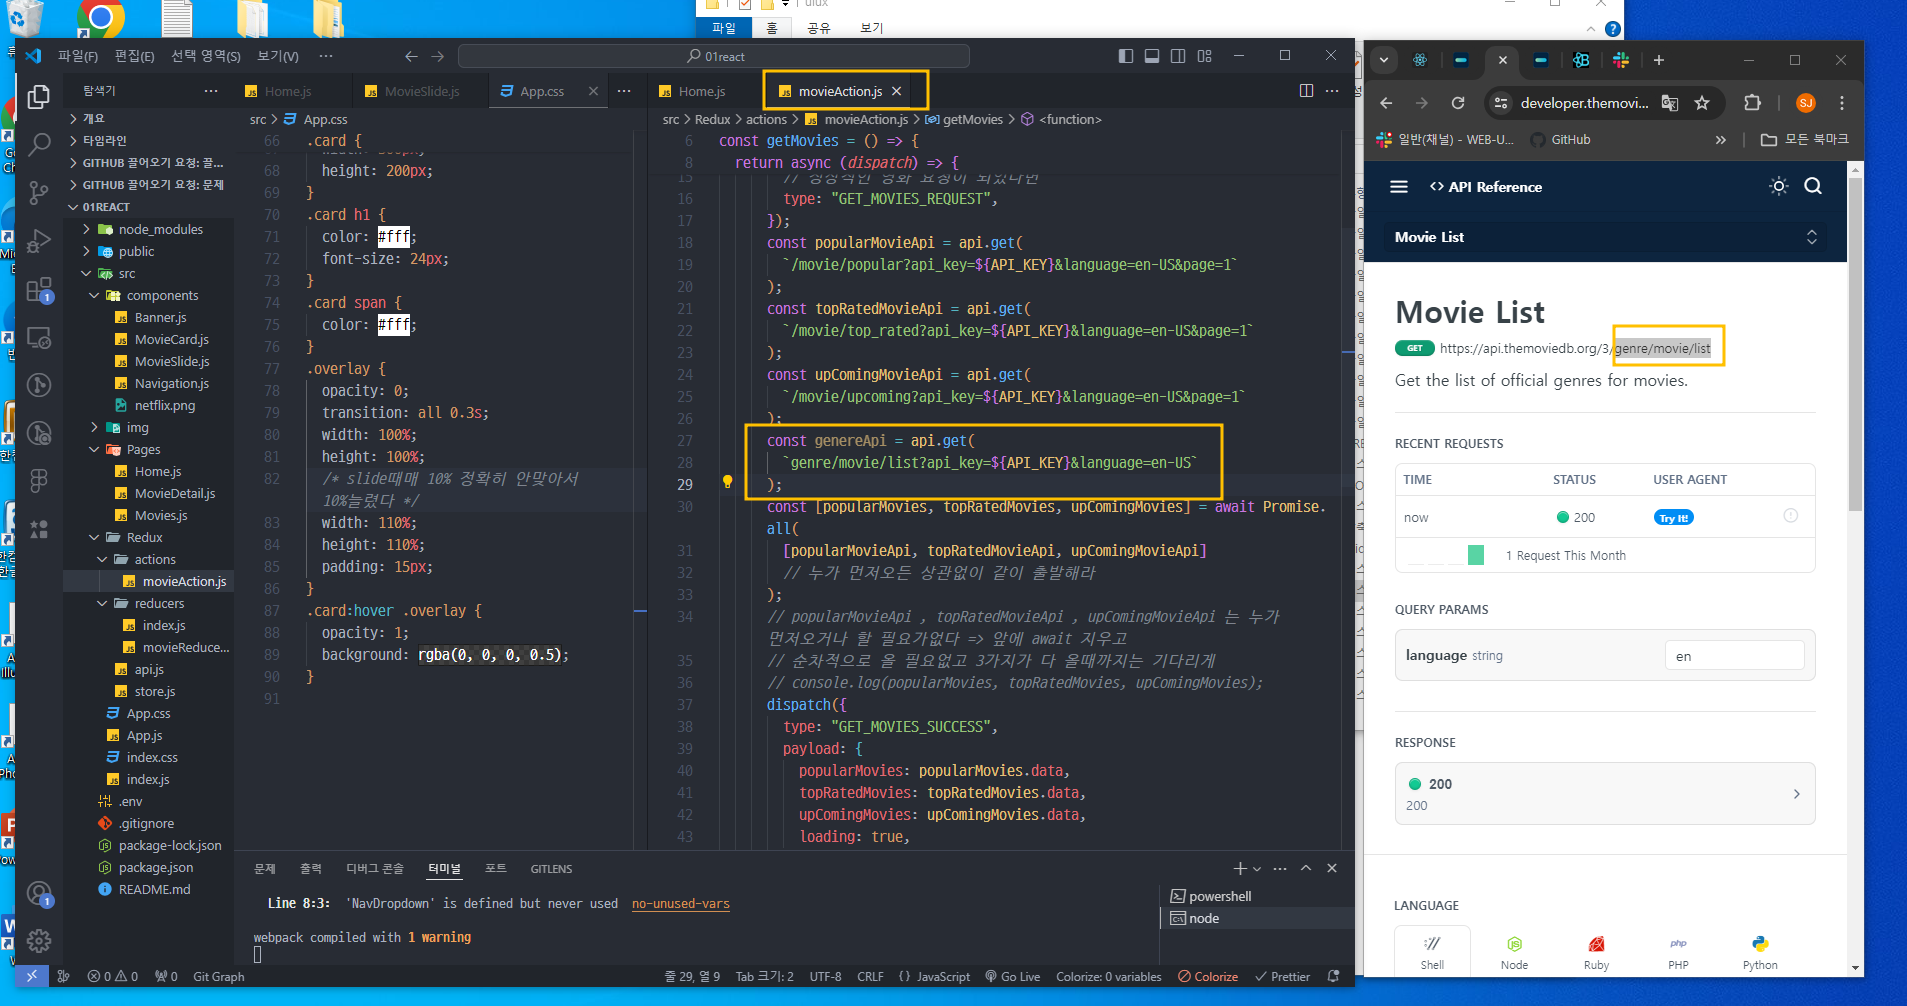 파일
홈
공유
보기
파일(F)
편집(E)
선택 영역(S)
보기(V)
01react
탐색기
개요
타임라인
GITHUB 끌어오기 요청: 끌...
GITHUB 끌어오기 요청: 문제
01REACT
node_modules
public
src
components
Banner.js
MovieCard.js
MovieSlide.js
Navigation.js
netflix.png
img
Pages
Home.js
MovieDetail.js
Movies.js
Redux
actions
movieAction.js
reducers
index.js
movieReduce...
api.js
store.js
App.css
App.js
index.css
index.js
.env
.gitignore
package-lock.json
package.json
README.md
Home.js
MovieSlide.js
App.css
src > App.css
66 .card {
68 height: 200px;
69 }
70 .card h1 {
71 color: #fff;
72 font-size: 24px;
73 }
74 .card span {
75 color: #fff;
76 }
77 .overlay {
78 opacity: 0;
79 transition: all 0.3s;
80 width: 100%;
81 height: 100%;
82 /* slide때매 10% 정확히 안맞아서
10%늘렸다 */
83 width: 110%;
84 height: 110%;
85 padding: 15px;
86 }
87 .card:hover .overlay {
88 opacity: 1;
89 background: rgba(0, 0, 0, 0.5);
90 }
91
Home.js
movieAction.js
src > Redux > actions > movieAction.js > getMovies > <function>
6 const getMovies = () => {
8 return async (dispatch) => {
15 // 정상적인 영화 요청이 되었다면
16 type: "GET_MOVIES_REQUEST",
17 });
18 const popularMovieApi = api.get(
19 `/movie/popular?api_key=${API_KEY}&language=en-US&page=1`
20 );
21 const topRatedMovieApi = api.get(
22 `/movie/top_rated?api_key=${API_KEY}&language=en-US&page=1`
23 );
24 const upComingMovieApi = api.get(
25 `/movie/upcoming?api_key=${API_KEY}&language=en-US&page=1`
26 );
27 const genereApi = api.get(
28 `genre/movie/list?api_key=${API_KEY}&language=en-US`
29 );
30 const [popularMovies, topRatedMovies, upComingMovies] = await Promise.
all(
31 [popularMovieApi, topRatedMovieApi, upComingMovieApi]
32 // 누가 먼저오든 상관없이 같이 출발해라
33 );
34 // popularMovieApi , topRatedMovieApi , upComingMovieApi 는 누가
먼저오거나 할 필요가없다 => 앞에 await 지우고
35 // 순차적으로 올 필요없고 3가지가 다 올때까지는 기다리게
36 // console.log(popularMovies, topRatedMovies, upComingMovies);
37 dispatch({
38 type: "GET_MOVIES_SUCCESS",
39 payload: {
40 popularMovies: popularMovies.data,
41 topRatedMovies: topRatedMovies.data,
42 upComingMovies: upComingMovies.data,
43 loading: true,
문제
출력
디버그 콘솔
터미널
포트
GITLENS
Line 8:3: 'NavDropdown' is defined but never used no-unused-vars
webpack compiled with 1 warning
powershell
node
0 0
0
Git Graph
줄 29, 열 9
Tab 크기: 2
UTF-8
CRLF
{ } JavaScript
Go Live
Colorize: 0 variables
Colorize
Prettier
developer.themovi...
SJ
일반(채널) - WEB-U...
GitHub
모든 북마크
<> API Reference
Movie List
Movie List
GET https://api.themoviedb.org/3/genre/movie/list
Get the list of official genres for movies.
RECENT REQUESTS
TIME STATUS USER AGENT
now 200 Try It!
1 Request This Month
QUERY PARAMS
language string en
RESPONSE
200
200
LANGUAGE
Shell
Node
Ruby
PHP
Python